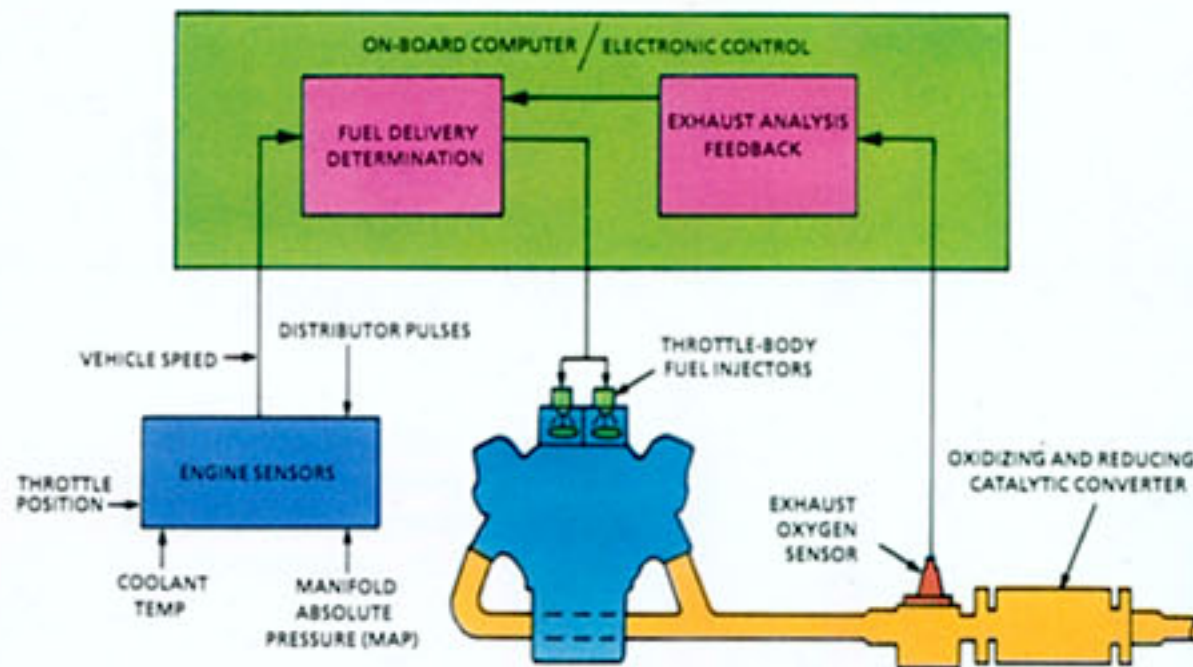 ON-BOARD COMPUTER / ELECTRONIC CONTROL
FUEL DELIVERY
DETERMINATION
EXHAUST ANALYSIS
FEEDBACK
DISTRIBUTOR PULSES
VEHICLE SPEED
THROTTLE-BODY
FUEL INJECTORS
ENGINE SENSORS
THROTTLE
POSITION
COOLANT
TEMP
MANIFOLD
ABSOLUTE
PRESSURE (MAP)
EXHAUST
OXYGEN
SENSOR
OXIDIZING AND REDUCING
CATALYTIC CONVERTER